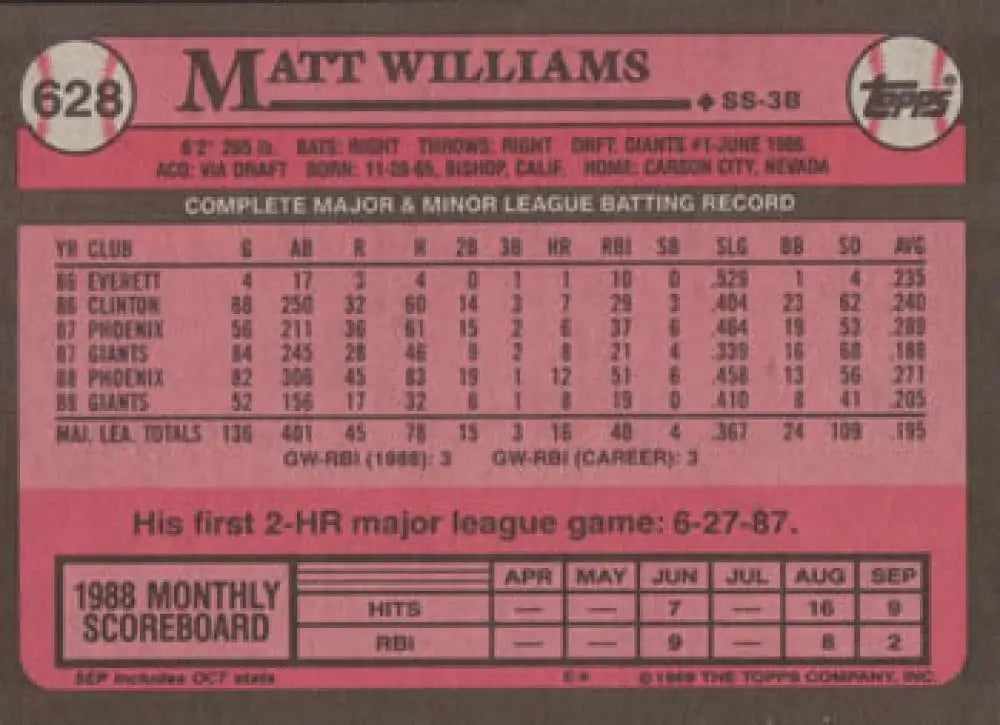 628
MATT WILLIAMS
SS-3B
TOPPS®
6'2" 205 lb. BATS: RIGHT THROWS: RIGHT DRFT. GIANTS #1-JUNE 1986
ACQ: VIA DRAFT BORN: 11-28-65, BISHOP, CALIF. HOME: CARSON CITY, NEVADA
COMPLETE MAJOR & MINOR LEAGUE BATTING RECORD
YR CLUB G AB R H 2B 3B HR RBI SB SLG BB SO AVG
86 EVERETT 4 17 3 4 0 1 1 10 0 .529 1 4 .235
86 CLINTON 68 250 32 60 14 3 7 29 3 .404 23 62 .240
87 PHOENIX 56 211 36 61 15 2 6 37 6 .464 19 53 .289
87 GIANTS 84 245 28 46 9 2 8 21 4 .339 16 68 .188
88 PHOENIX 82 306 45 83 19 1 12 51 6 .458 13 56 .271
88 GIANTS 52 156 17 32 6 1 8 19 0 .410 8 41 .205
MAJ. LEA. TOTALS 136 401 45 78 15 3 16 40 4 .367 24 109 .195
GW-RBI (1988): 3 GW-RBI (CAREER): 3
His first 2-HR major league game: 6-27-87.
1988 MONTHLY
SCOREBOARD
APR MAY JUN JUL AUG SEP
HITS — — 7 — 16 9
RBI — — 9 — 8 2
SEP includes OCT stats
E* © 1989 THE TOPPS COMPANY, INC.